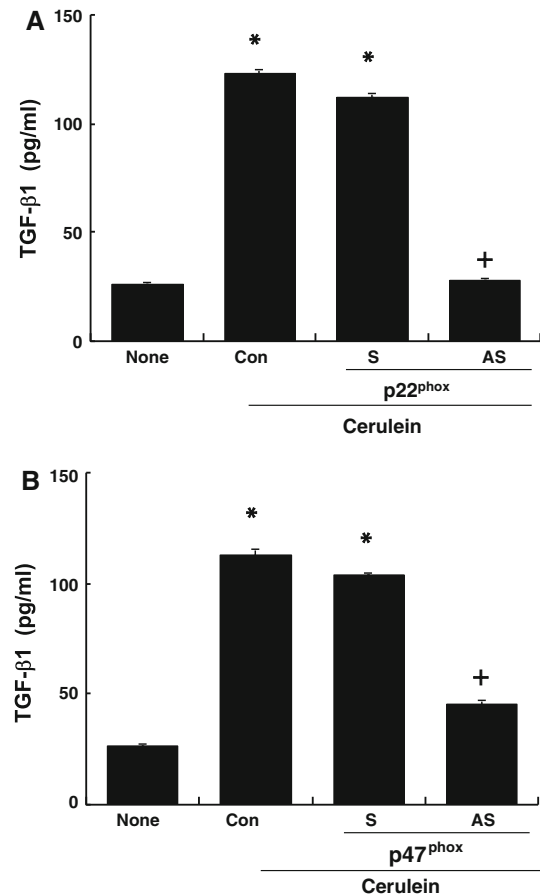 A
TGF-β1 (pg/ml)
150
*
*
100
50
+
0
None Con S AS
p22phox
Cerulein
B
TGF-β1 (pg/ml)
150
*
*
100
+
50
0
None Con S AS
p47phox
Cerulein